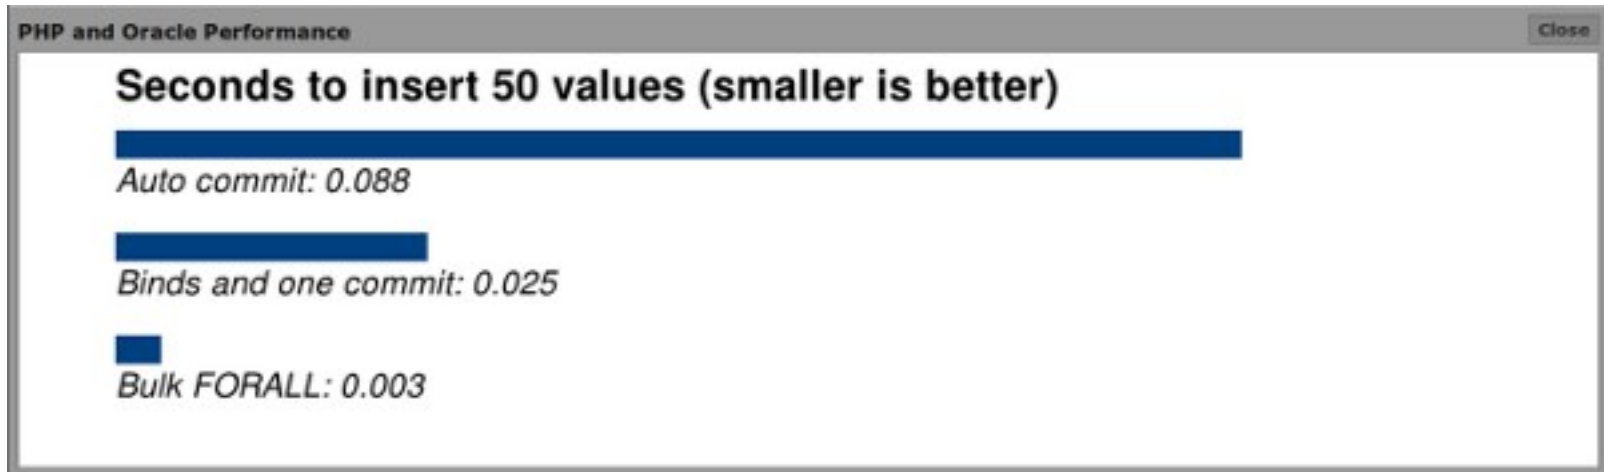 PHP and Oracle Performance
Close
Seconds to insert 50 values (smaller is better)
Auto commit: 0.088
Binds and one commit: 0.025
Bulk FORALL: 0.003